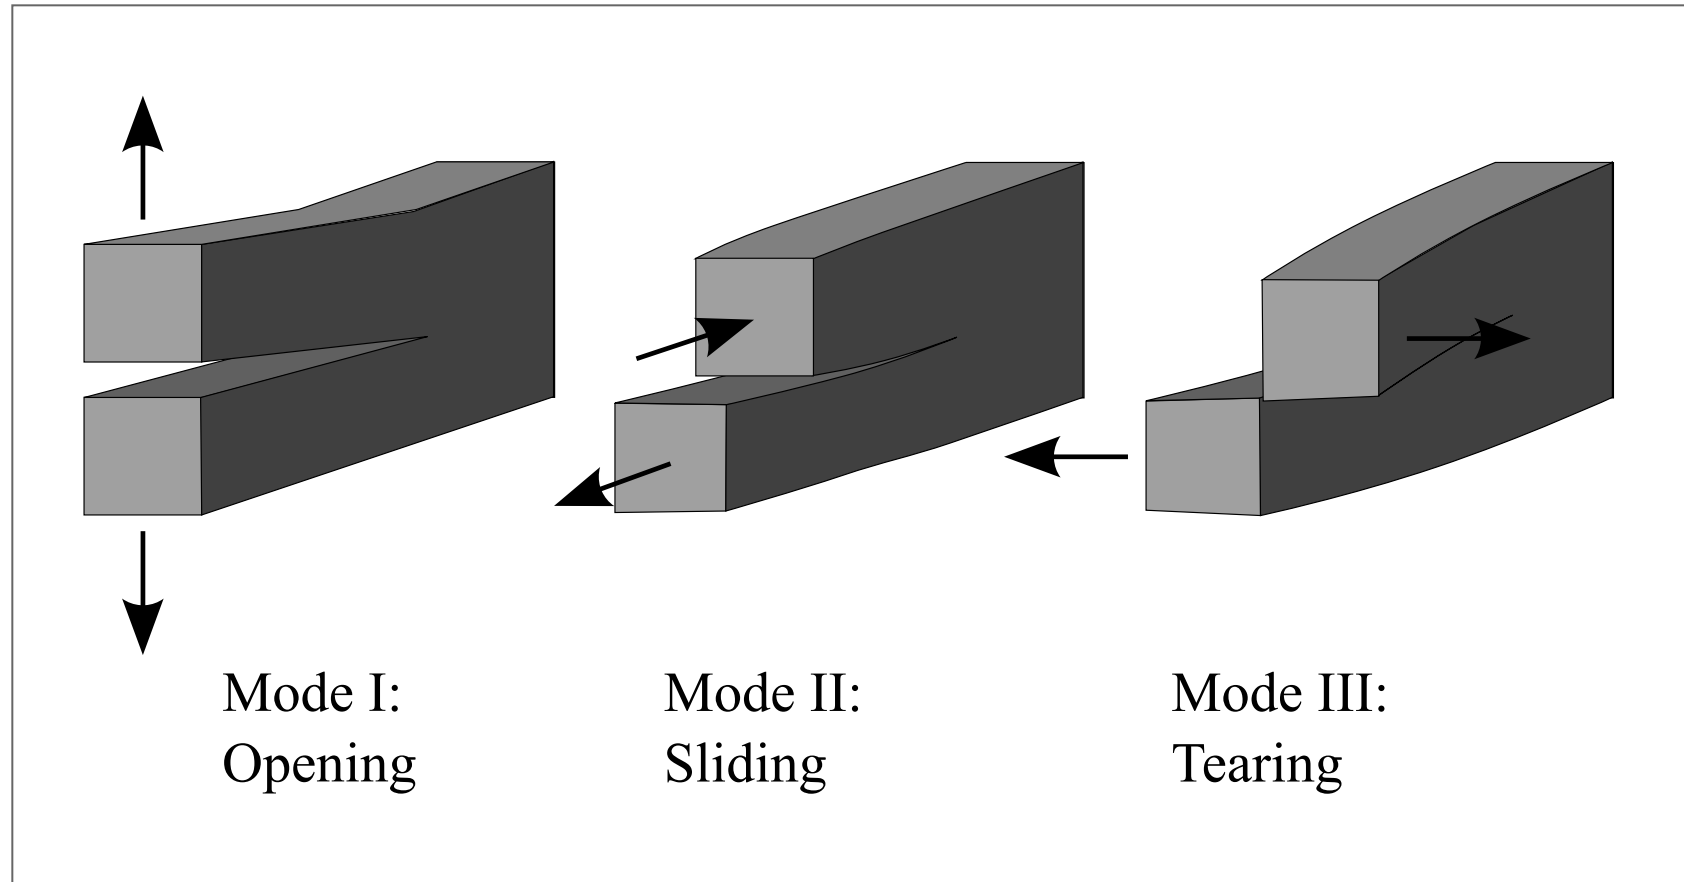 Mode I:
Opening
Mode II:
Sliding
Mode III:
Tearing